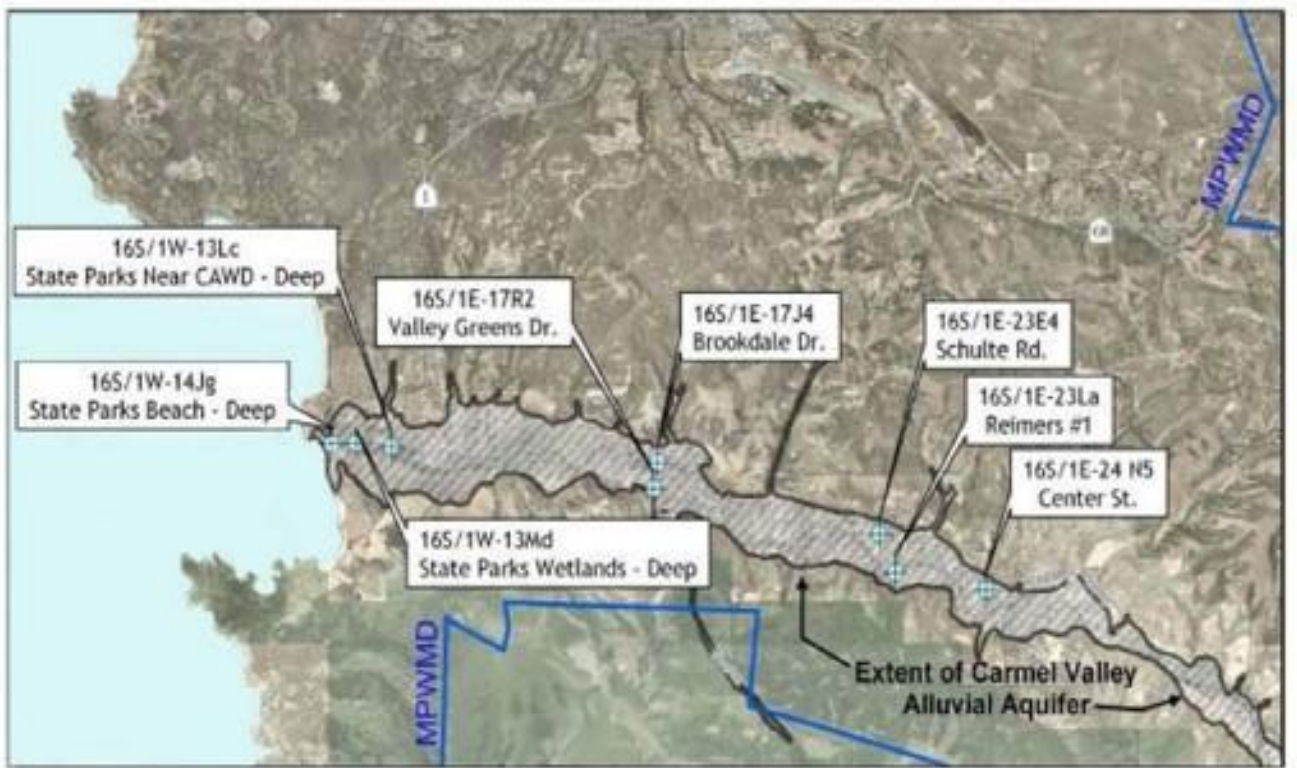 MPWMD
1
68
16S/1W-13Lc
State Parks Near CAWD - Deep
16S/1E-17R2
Valley Greens Dr.
16S/1E-17J4
Brookdale Dr.
16S/1E-23E4
Schulte Rd.
16S/1W-14Jg
State Parks Beach - Deep
16S/1E-23La
Reimers #1
16S/1E-24 N5
Center St.
16S/1W-13Md
State Parks Wetlands - Deep
MPWMD
Extent of Carmel Valley
Alluvial Aquifer